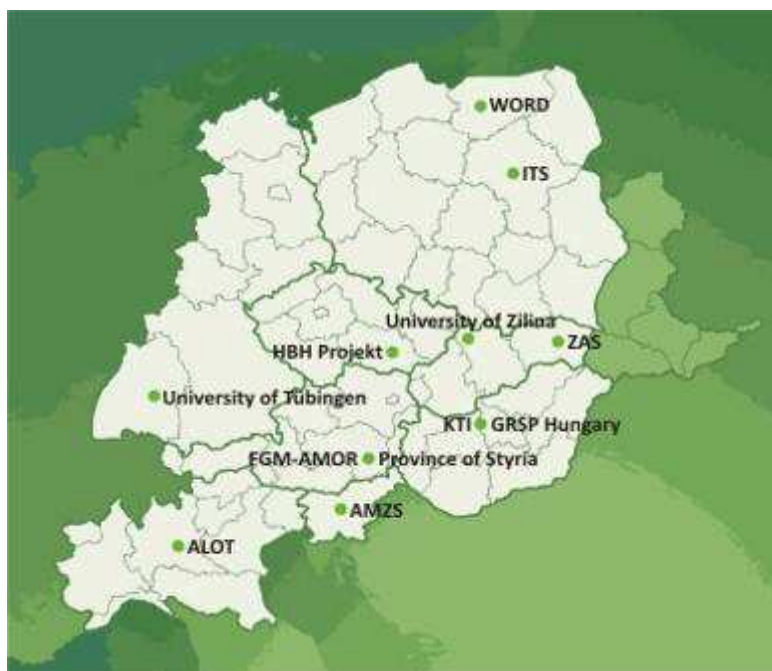 WORD
ITS
University of Zilina
ZAS
HBH Projekt
University of Tübingen
KTI GRSP Hungary
FGM-AMOR Province of Styria
AMZS
ALOT